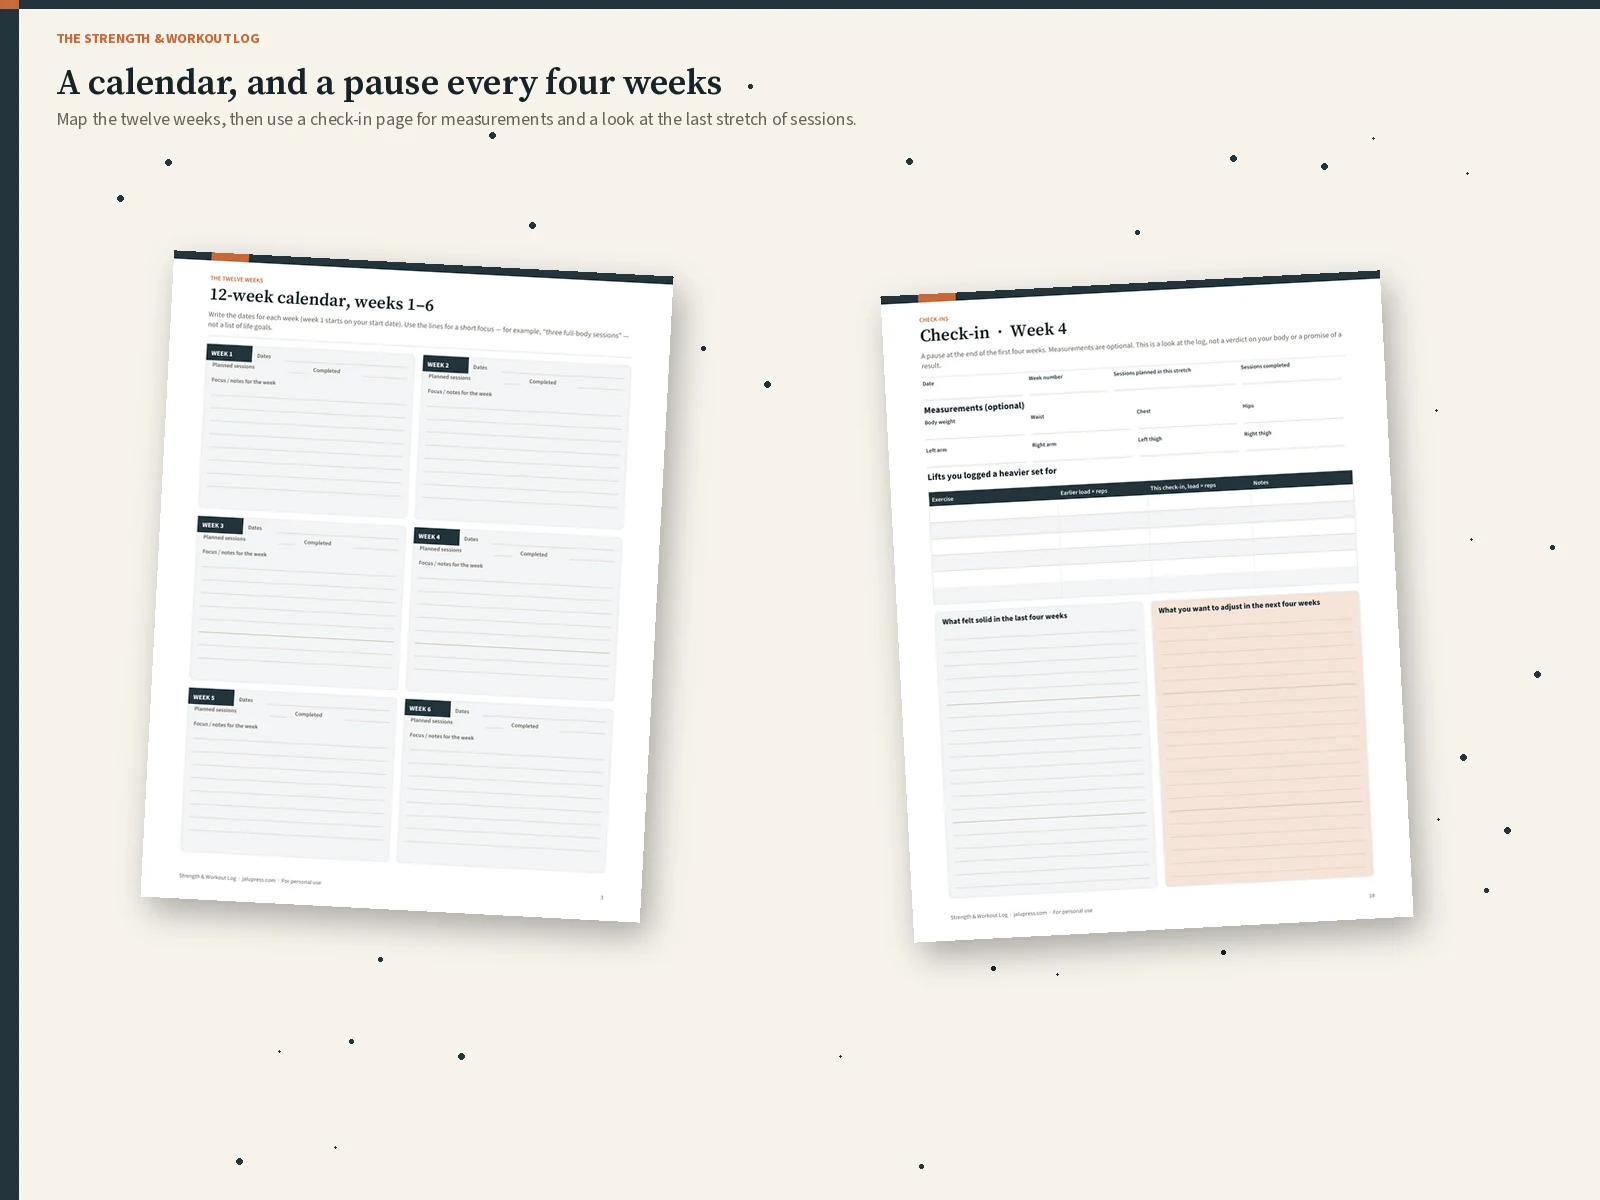 THE STRENGTH & WORKOUT LOG
A calendar, and a pause every four weeks
Map the twelve weeks, then use a check-in page for measurements and a look at the last stretch of sessions.
THE TWELVE WEEKS
12-week calendar, weeks 1–6
Write the dates for each week (week 1 starts on your start date). Use the lines for a short focus — for example, "three full-body sessions" —
not a list of life goals.
WEEK 1 Dates
Planned sessions Completed
Focus / notes for the week
WEEK 2 Dates
Planned sessions Completed
Focus / notes for the week
WEEK 3 Dates
Planned sessions Completed
Focus / notes for the week
WEEK 4 Dates
Planned sessions Completed
Focus / notes for the week
WEEK 5 Dates
Planned sessions Completed
Focus / notes for the week
WEEK 6 Dates
Planned sessions Completed
Focus / notes for the week
Strength & Workout Log · jalupress.com · For personal use
3
CHECK-INS
Check-in · Week 4
A pause at the end of the first four weeks. Measurements are optional. This is a look at the log, not a verdict on your body or a promise of a
result.
Date Week number Sessions planned in this stretch Sessions completed
Measurements (optional)
Body weight Waist Chest Hips
Left arm Right arm Left thigh Right thigh
Lifts you logged a heavier set for
Exercise Earlier load × reps This check-in, load × reps Notes
What felt solid in the last four weeks
What you want to adjust in the next four weeks
Strength & Workout Log · jalupress.com · For personal use
18